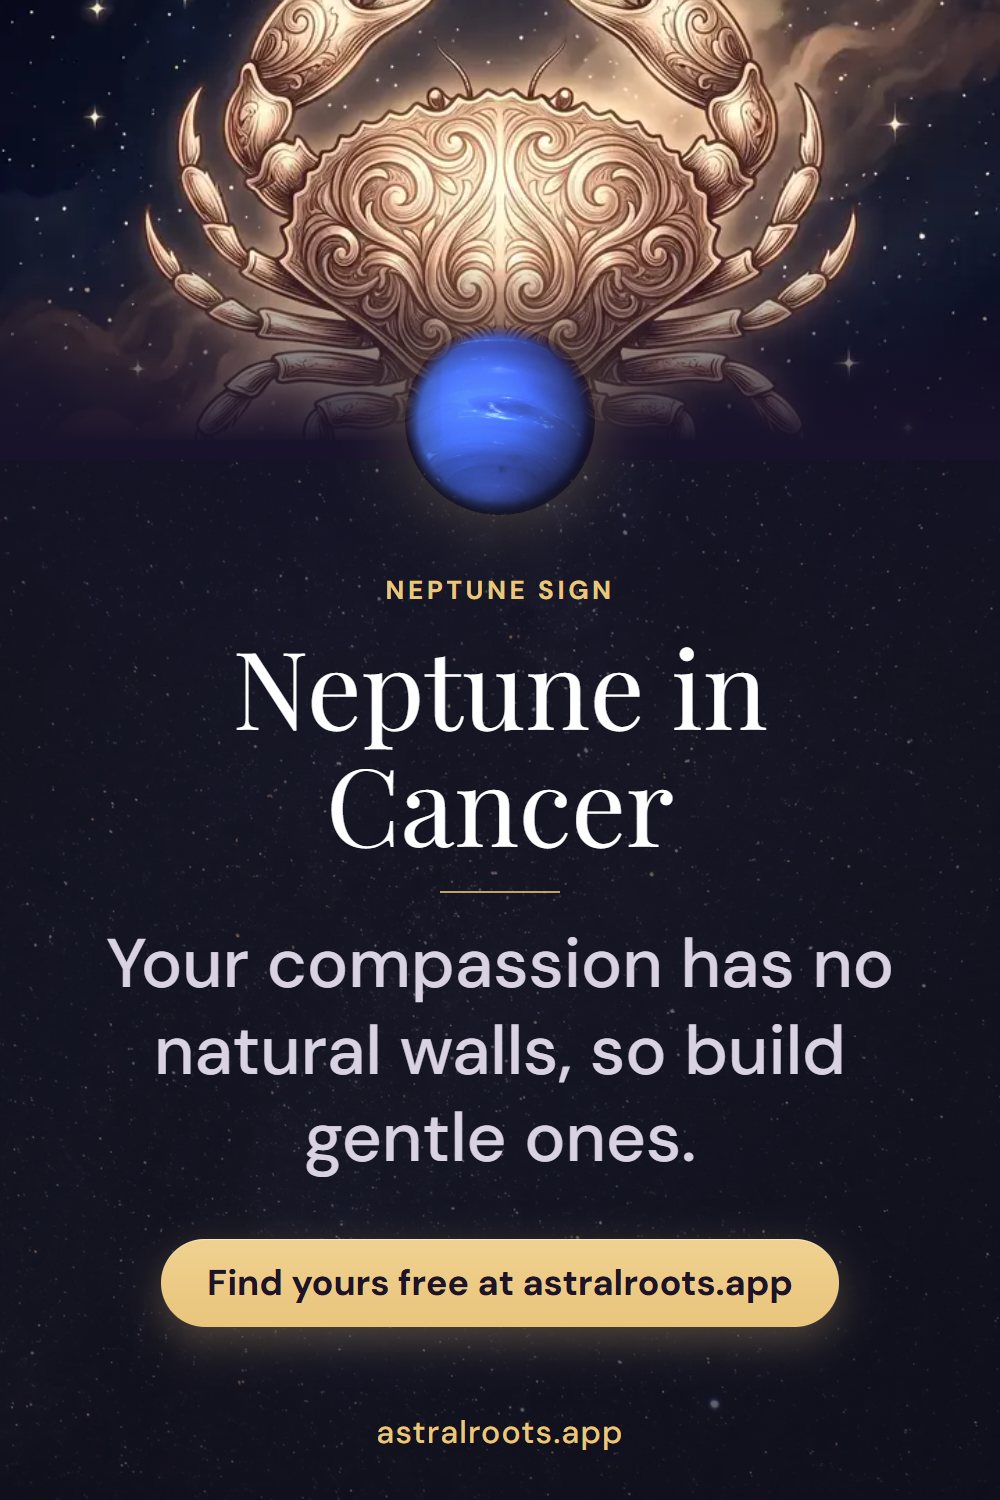 NEPTUNE SIGN
Neptune in
Cancer
Your compassion has no
natural walls, so build
gentle ones.
Find yours free at astralroots.app
astralroots.app